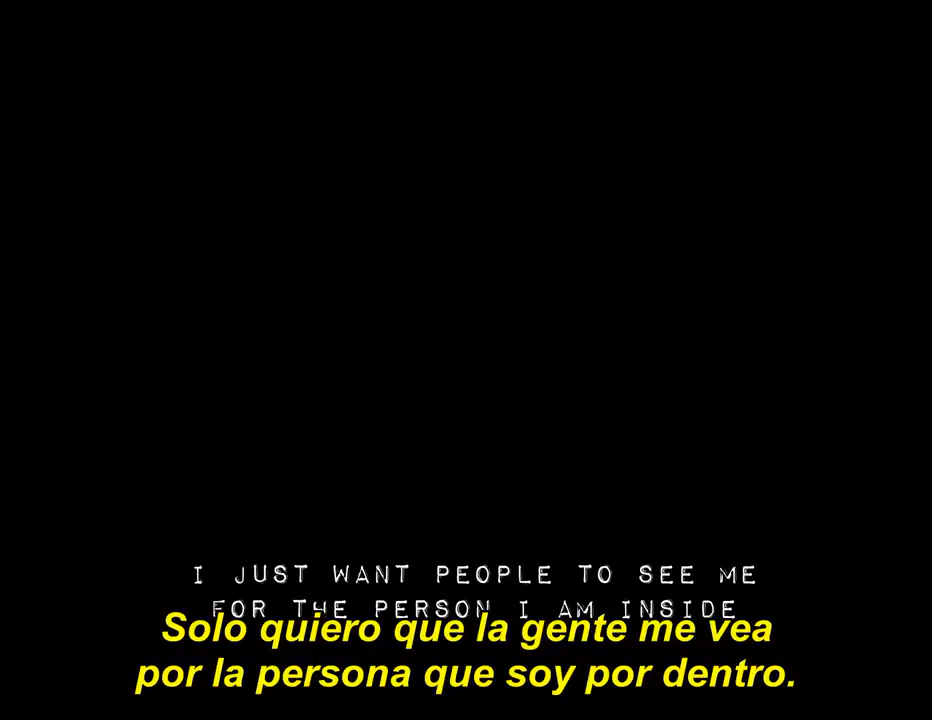 I JUST WANT PEOPLE TO SEE ME
FOR THE PERSON I AM INSIDE
Solo quiero que la gente me vea
por la persona que soy por dentro.